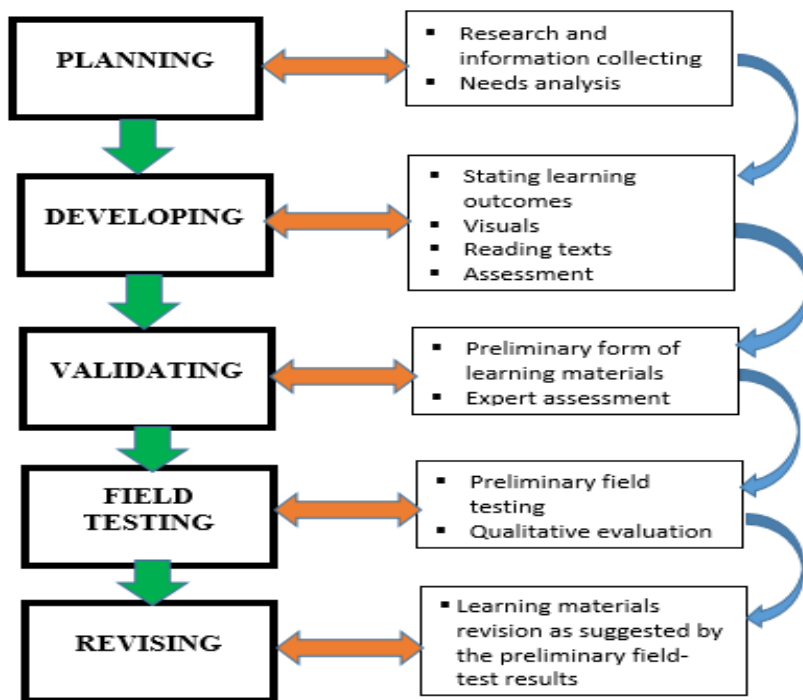 PLANNING
▪ Research and
information collecting
▪ Needs analysis
DEVELOPING
▪ Stating learning
outcomes
▪ Visuals
▪ Reading texts
▪ Assessment
VALIDATING
▪ Preliminary form of
learning materials
▪ Expert assessment
FIELD
TESTING
▪ Preliminary field
testing
▪ Qualitative evaluation
REVISING
▪ Learning materials
revision as suggested by
the preliminary field-
test results